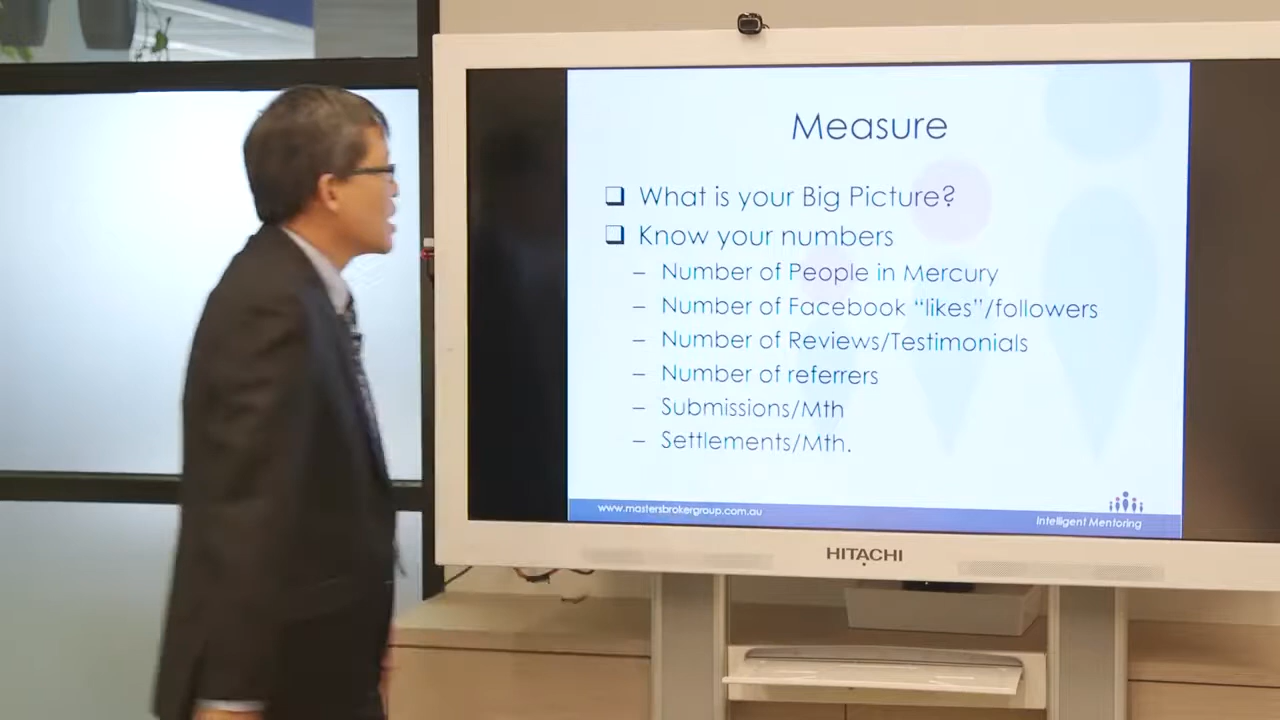 Measure
❑ What is your Big Picture?
❑ Know your numbers
– Number of People in Mercury
– Number of Facebook “likes”/followers
– Number of Reviews/Testimonials
– Number of referrers
– Submissions/Mth
– Settlements/Mth.
www.mastersbrokergroup.com.au
Intelligent Mentoring
HITACHI